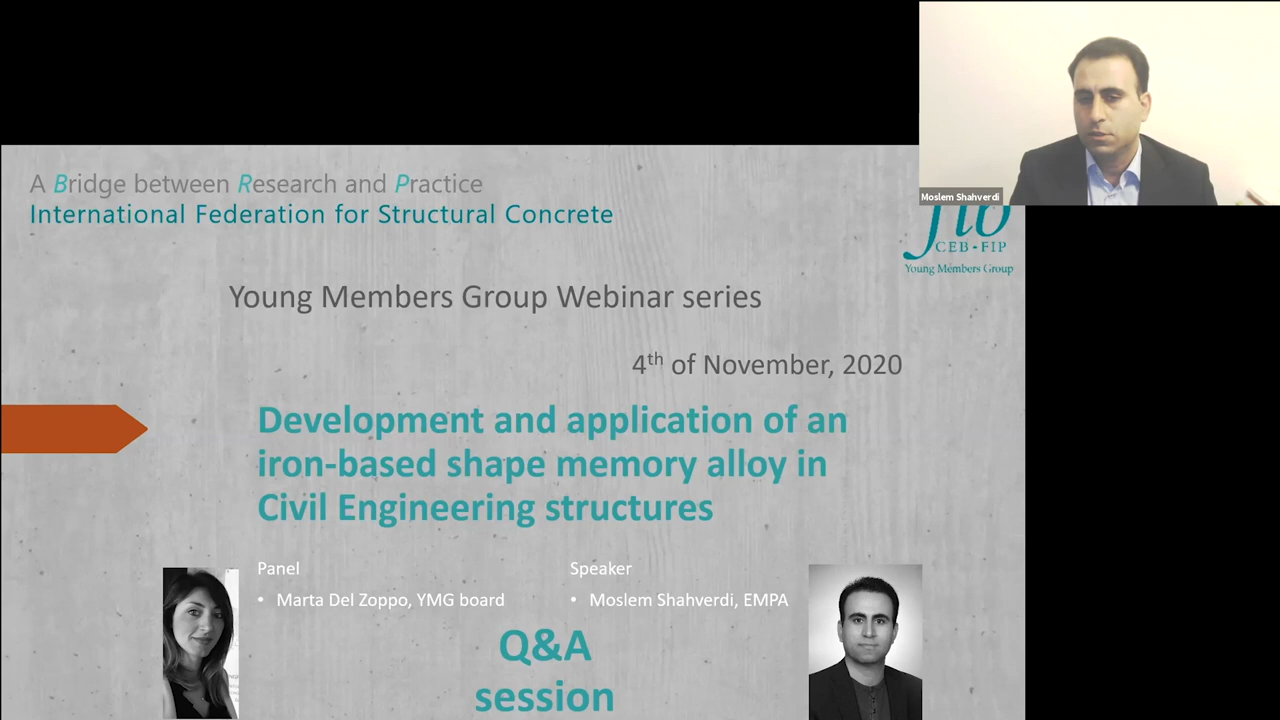 Moslem Shahverdi
A Bridge between Research and Practice
International Federation for Structural Concrete
fib
CEB-FIP
Young Members Group
Young Members Group Webinar series
4th of November, 2020
Development and application of an
iron-based shape memory alloy in
Civil Engineering structures
Panel
• Marta Del Zoppo, YMG board
Speaker
• Moslem Shahverdi, EMPA
Q&A
session